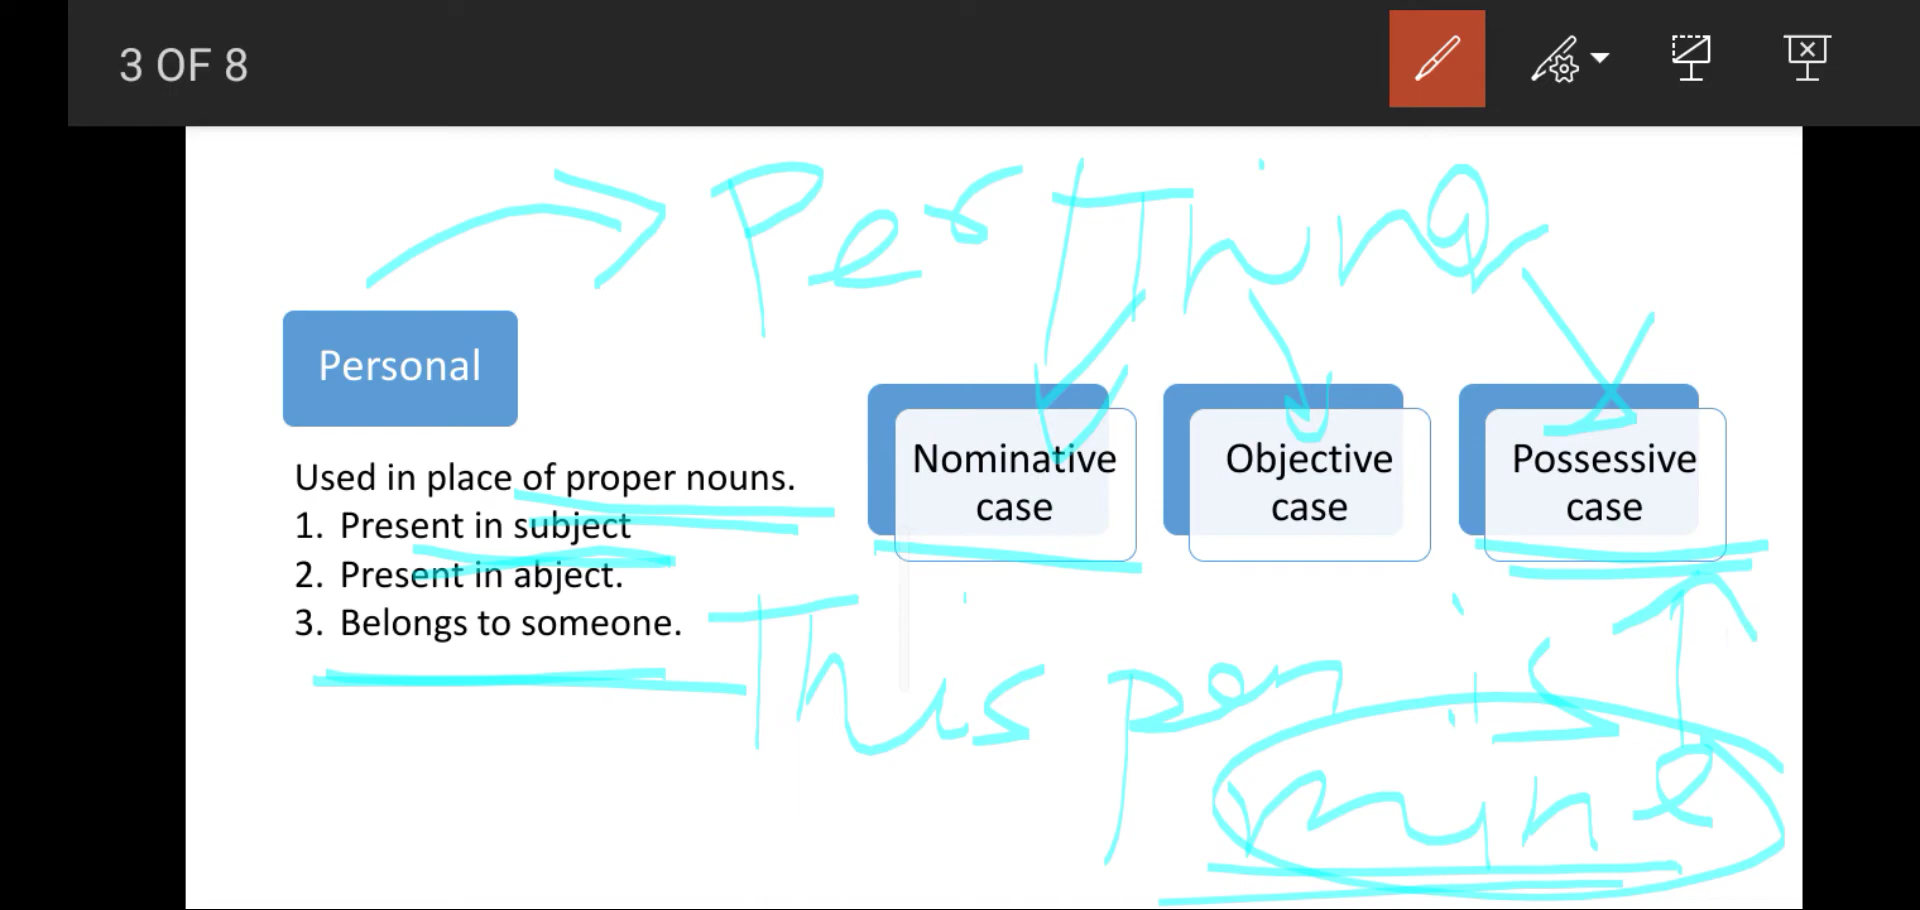 3 OF 8
Per Thing
Personal
Used in place of proper nouns.
1. Present in subject
2. Present in abject.
3. Belongs to someone.
Nominative
case
Objective
case
Possessive
case
This pen is
mine